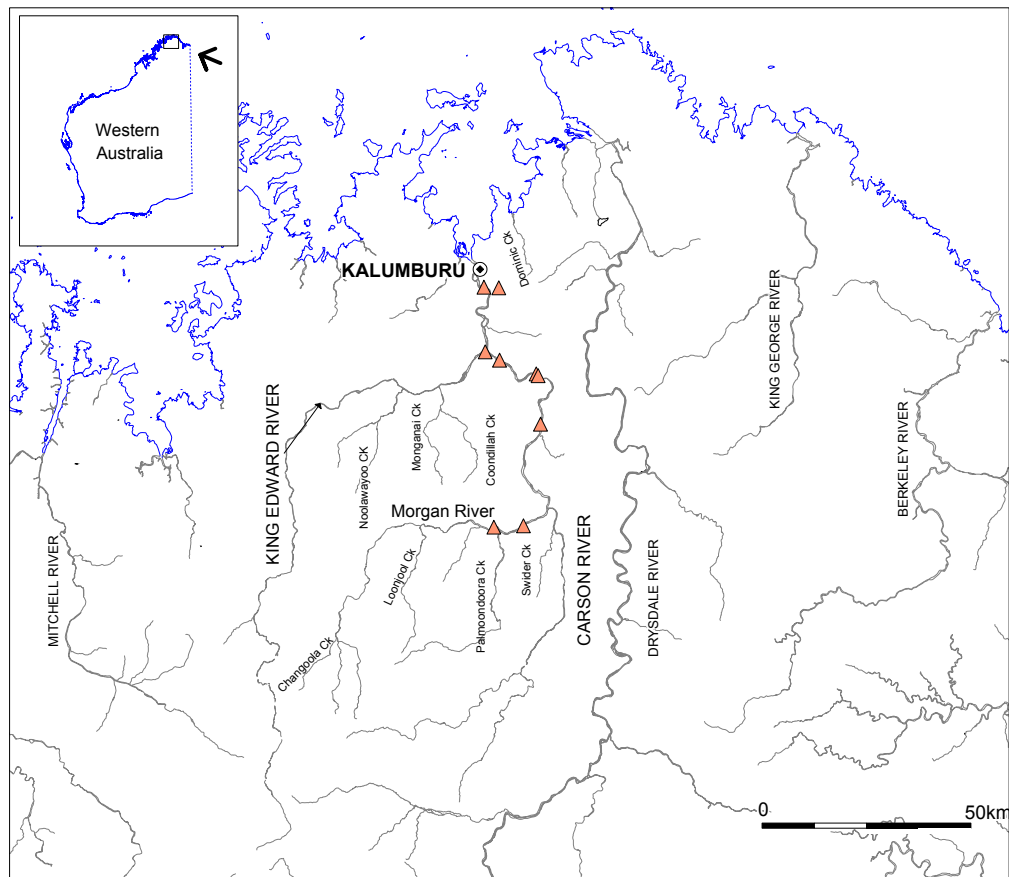 Western
Australia
KALUMBURU
Dominic Ck
KING GEORGE RIVER
BERKELEY RIVER
KING EDWARD RIVER
Noolawayoo CK
Monganai Ck
Coondillah Ck
Morgan River
MITCHELL RIVER
Loonjool Ck
Palmoondoora Ck
Swider Ck
CARSON RIVER
DRYSDALE RIVER
Changoola Ck
0
50km